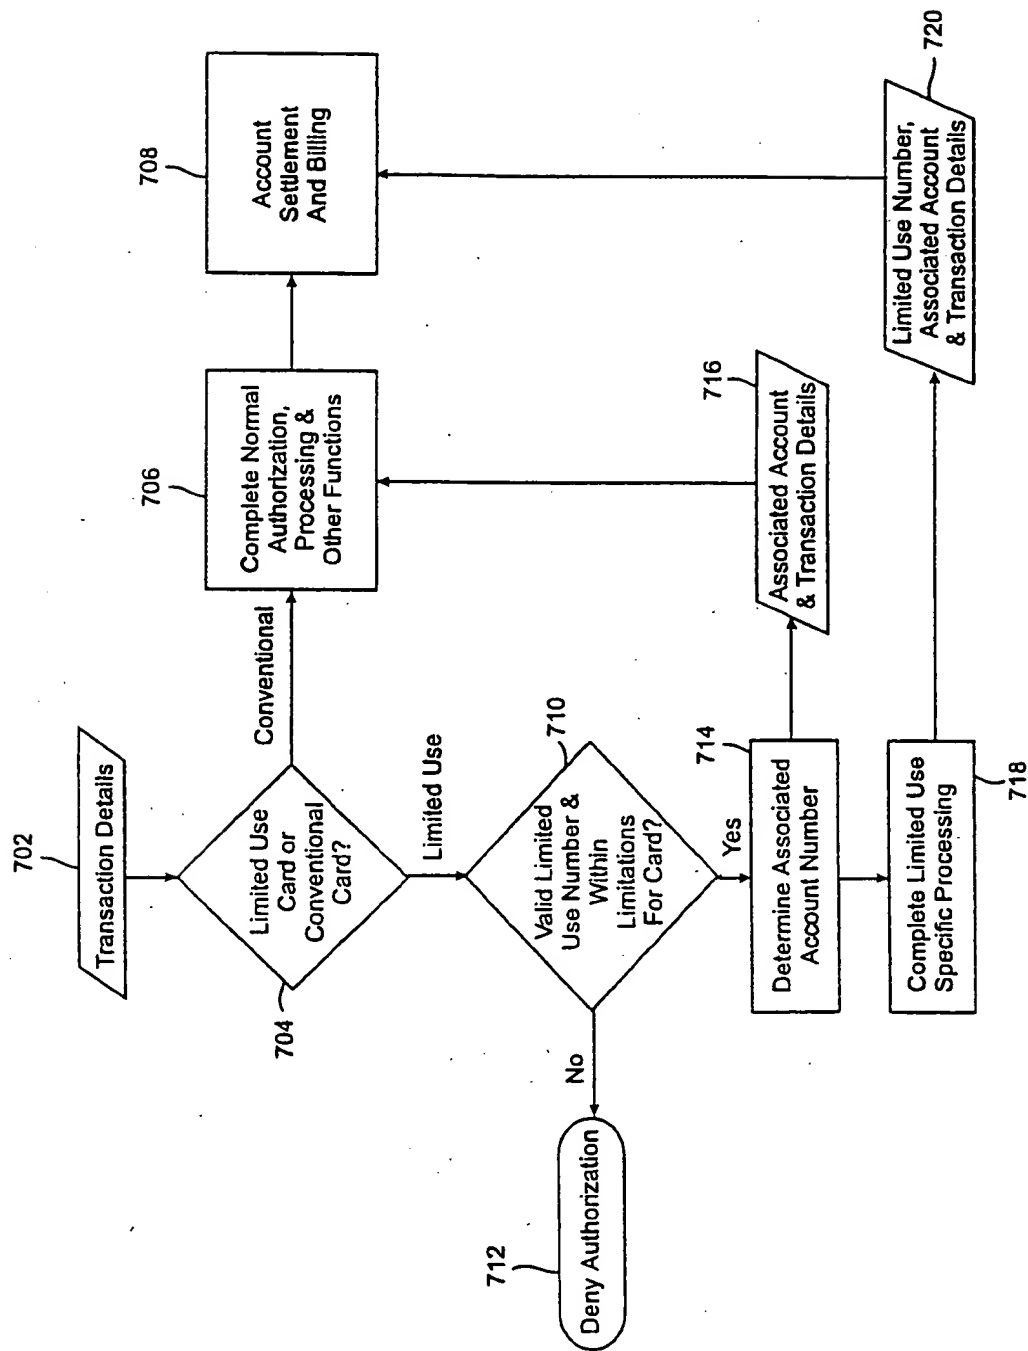 702
Transaction Details
704
Limited Use
Card or
Conventional
Card?
Conventional
706
Complete Normal
Authorization,
Processing &
Other Functions
708
Account
Settlement
And Billing
Limited Use
710
Valid Limited
Use Number &
Within
Limitations
For Card?
No
712
Deny Authorization
Yes
714
Determine Associated
Account Number
716
Associated Account
& Transaction Details
718
Complete Limited Use
Specific Processing
720
Limited Use Number,
Associated Account
& Transaction Details